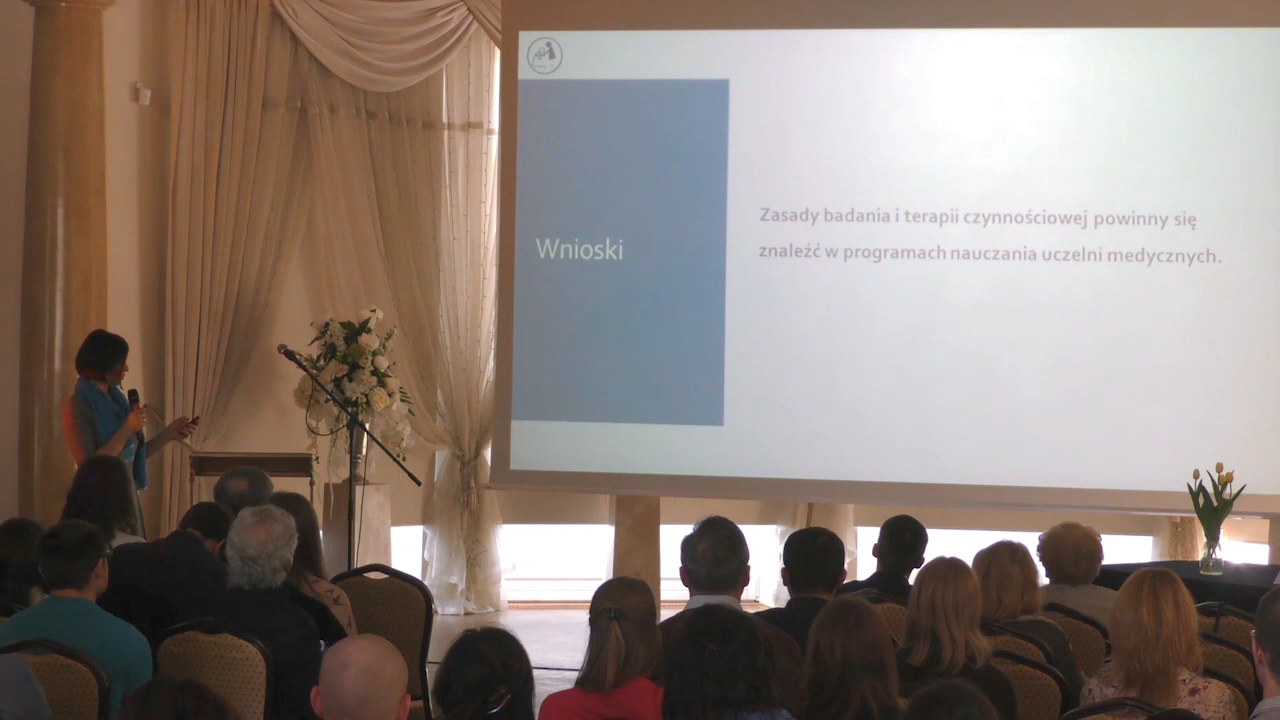 Wnioski
Zasady badania i terapii czynnościowej powinny się
znaleźć w programach nauczania uczelni medycznych.